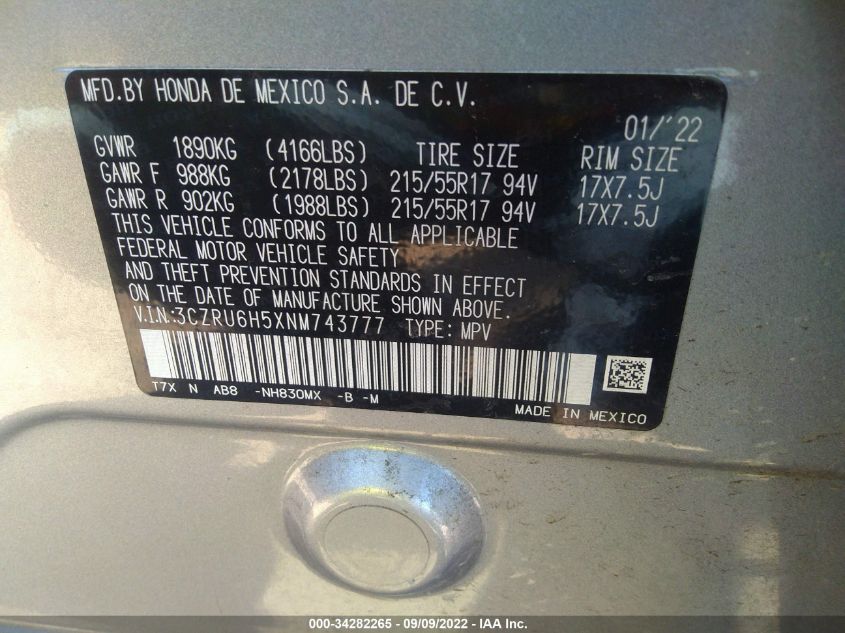 MFD.BY HONDA DE MEXICO S.A. DE C.V.
01/'22
GVWR 1890KG (4166LBS) TIRE SIZE RIM SIZE
GAWR F 988KG (2178LBS) 215/55R17 94V 17X7.5J
GAWR R 902KG (1988LBS) 215/55R17 94V 17X7.5J
THIS VEHICLE CONFORMS TO ALL APPLICABLE
FEDERAL MOTOR VEHICLE SAFETY
AND THEFT PREVENTION STANDARDS IN EFFECT
ON THE DATE OF MANUFACTURE SHOWN ABOVE.
V.I.N.:3CZRU6H5XNM743777 TYPE: MPV
T7X N AB8 -NH830MX -B -M
MADE IN MEXICO
000-34282265 - 09/09/2022 - IAA Inc.